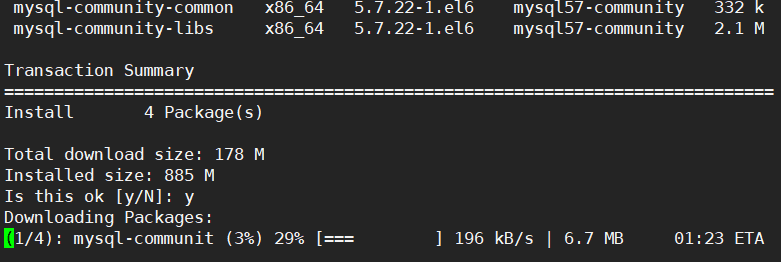 mysql-community-common   x86_64   5.7.22-1.el6    mysql57-community   332 k
mysql-community-libs     x86_64   5.7.22-1.el6    mysql57-community   2.1 M
Transaction Summary
=============================================================================
Install       4 Package(s)
Total download size: 178 M
Installed size: 885 M
Is this ok [y/N]: y
Downloading Packages:
(1/4): mysql-communit (3%) 29% [===        ] 196 kB/s | 6.7 MB     01:23 ETA